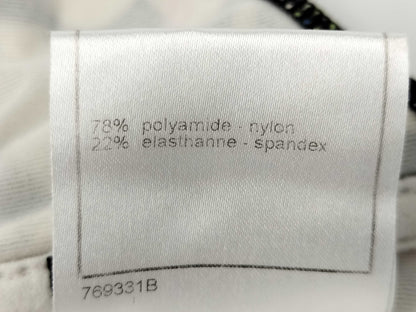 78% polyamide - nylon
22% elasthanne - spandex
769331B